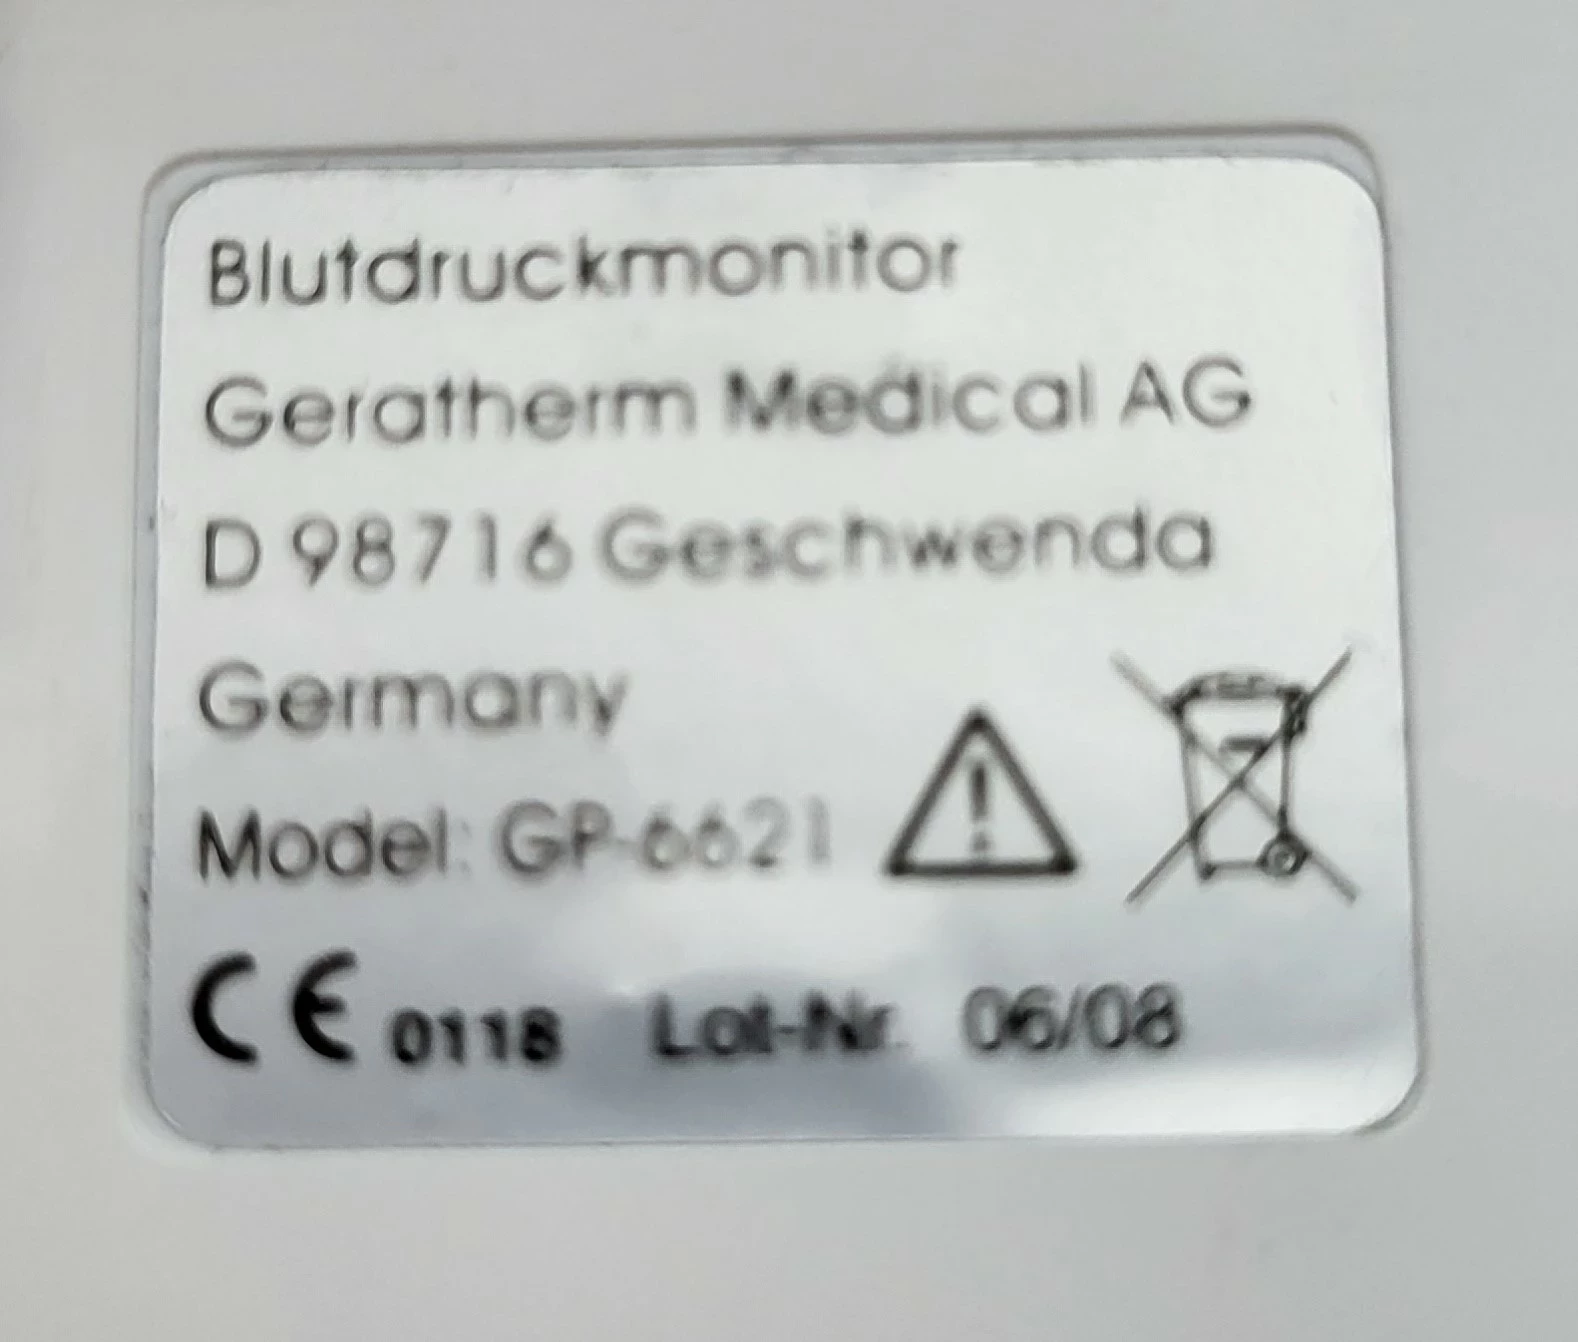 Blutdruckmonitor
Geratherm Medical AG
D 98716 Geschwenda
Germany
Model: GP-6621
CE 0118 Lot-Nr. 06/08